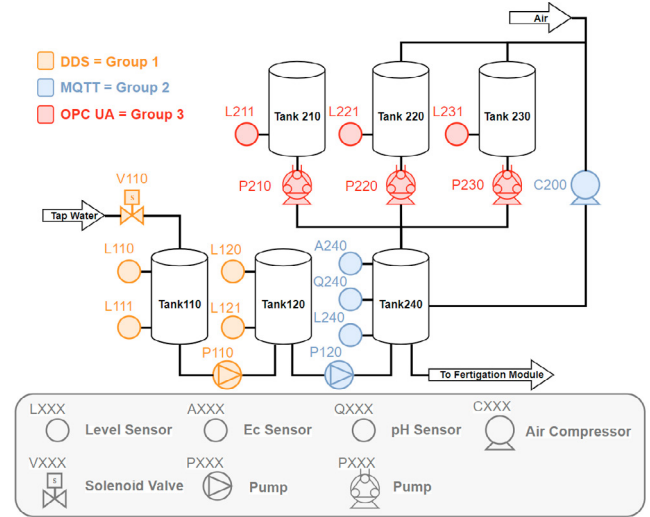 Air
DDS = Group 1
MQTT = Group 2
OPC UA = Group 3
L211
Tank 210
L221
Tank 220
L231
Tank 230
V110
S
P210
P220
P230
C200
Tap Water
L110
L120
A240
Q240
Tank110
Tank120
Tank240
L111
L121
L240
P110
P120
To Fertigation Module
LXXX
Level Sensor
AXXX
Ec Sensor
QXXX
pH Sensor
CXXX
Air Compressor
VXXX
S
Solenoid Valve
PXXX
Pump
PXXX
Pump